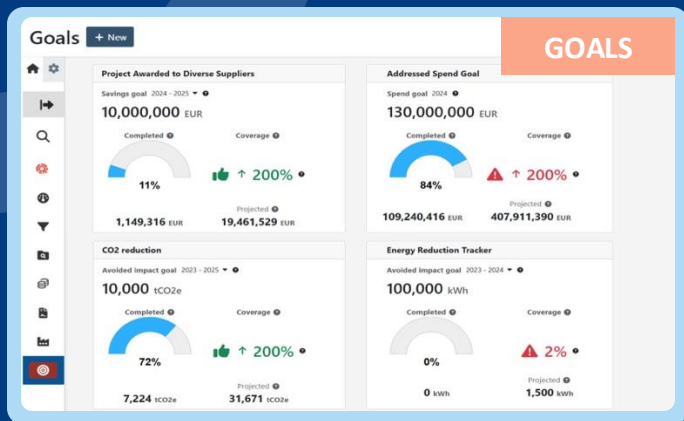 Goals
+ New
GOALS
Project Awarded to Diverse Suppliers
Savings goal 2024 - 2025
10,000,000 EUR
Completed
Coverage
11%
↑ 200%
Projected
1,149,316 EUR
19,461,529 EUR
Addressed Spend Goal
Spend goal 2024
130,000,000 EUR
Completed
Coverage
84%
↑ 200%
Projected
109,240,416 EUR
407,911,390 EUR
CO2 reduction
Avoided impact goal 2023 - 2025
10,000 tCO2e
Completed
Coverage
72%
↑ 200%
Projected
7,224 tCO2e
31,671 tCO2e
Energy Reduction Tracker
Avoided impact goal 2023 - 2024
100,000 kWh
Completed
Coverage
0%
2%
Projected
0 kWh
1,500 kWh